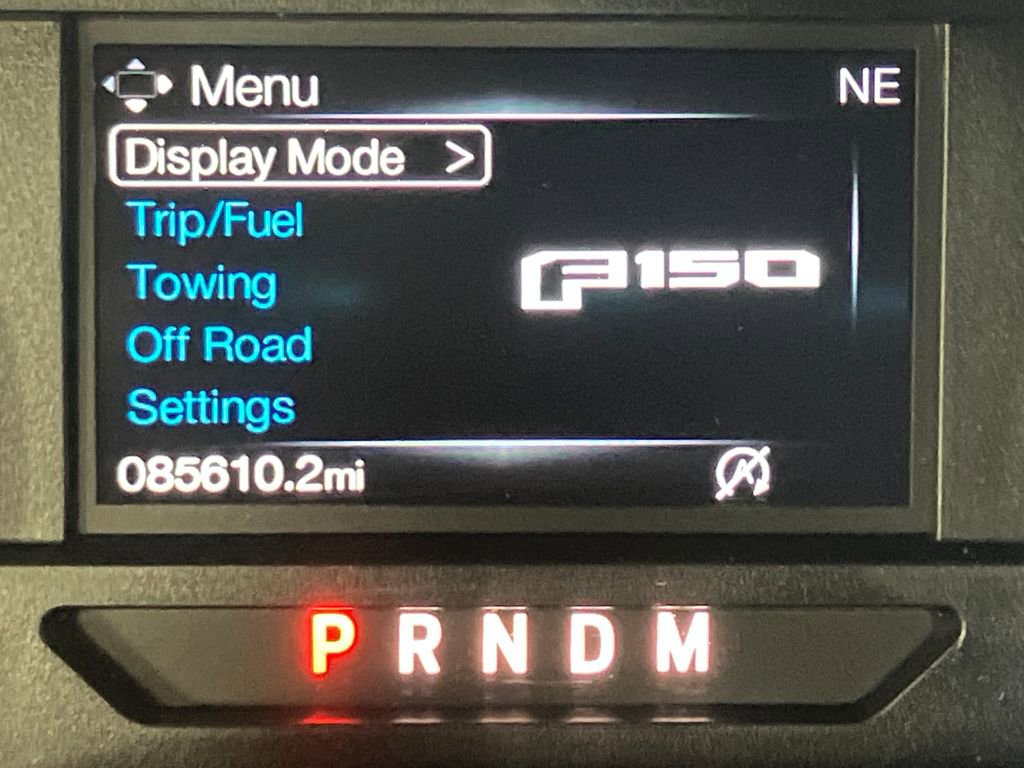 Menu NE
Display Mode >
Trip/Fuel
Towing
F150
Off Road
Settings
085610.2mi A
P R N D M